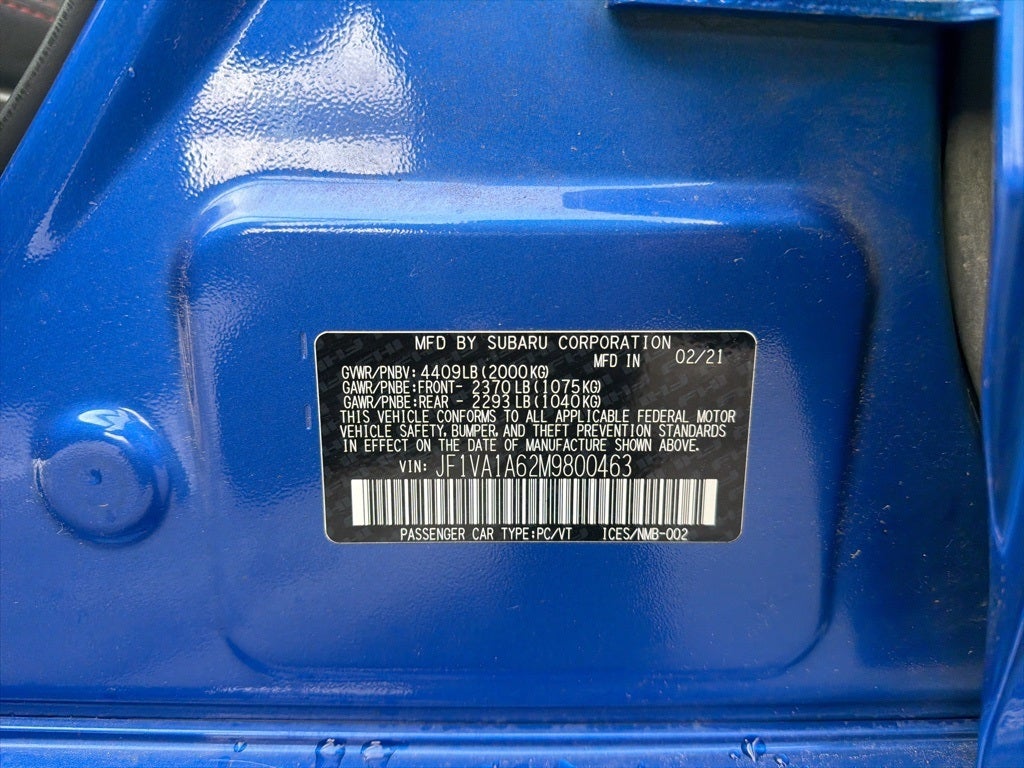 MFD BY SUBARU CORPORATION
MFD IN 02/21
GVWR/PNBV: 4409LB(2000KG)
GAWR/PNBE:FRONT- 2370LB(1075KG)
GAWR/PNBE:REAR - 2293LB(1040KG)
THIS VEHICLE CONFORMS TO ALL APPLICABLE FEDERAL MOTOR
VEHICLE SAFETY, BUMPER, AND THEFT PREVENTION STANDARDS
IN EFFECT ON THE DATE OF MANUFACTURE SHOWN ABOVE.
VIN: JF1VA1A62M9800463
PASSENGER CAR TYPE:PC/VT ICES/NMB-002